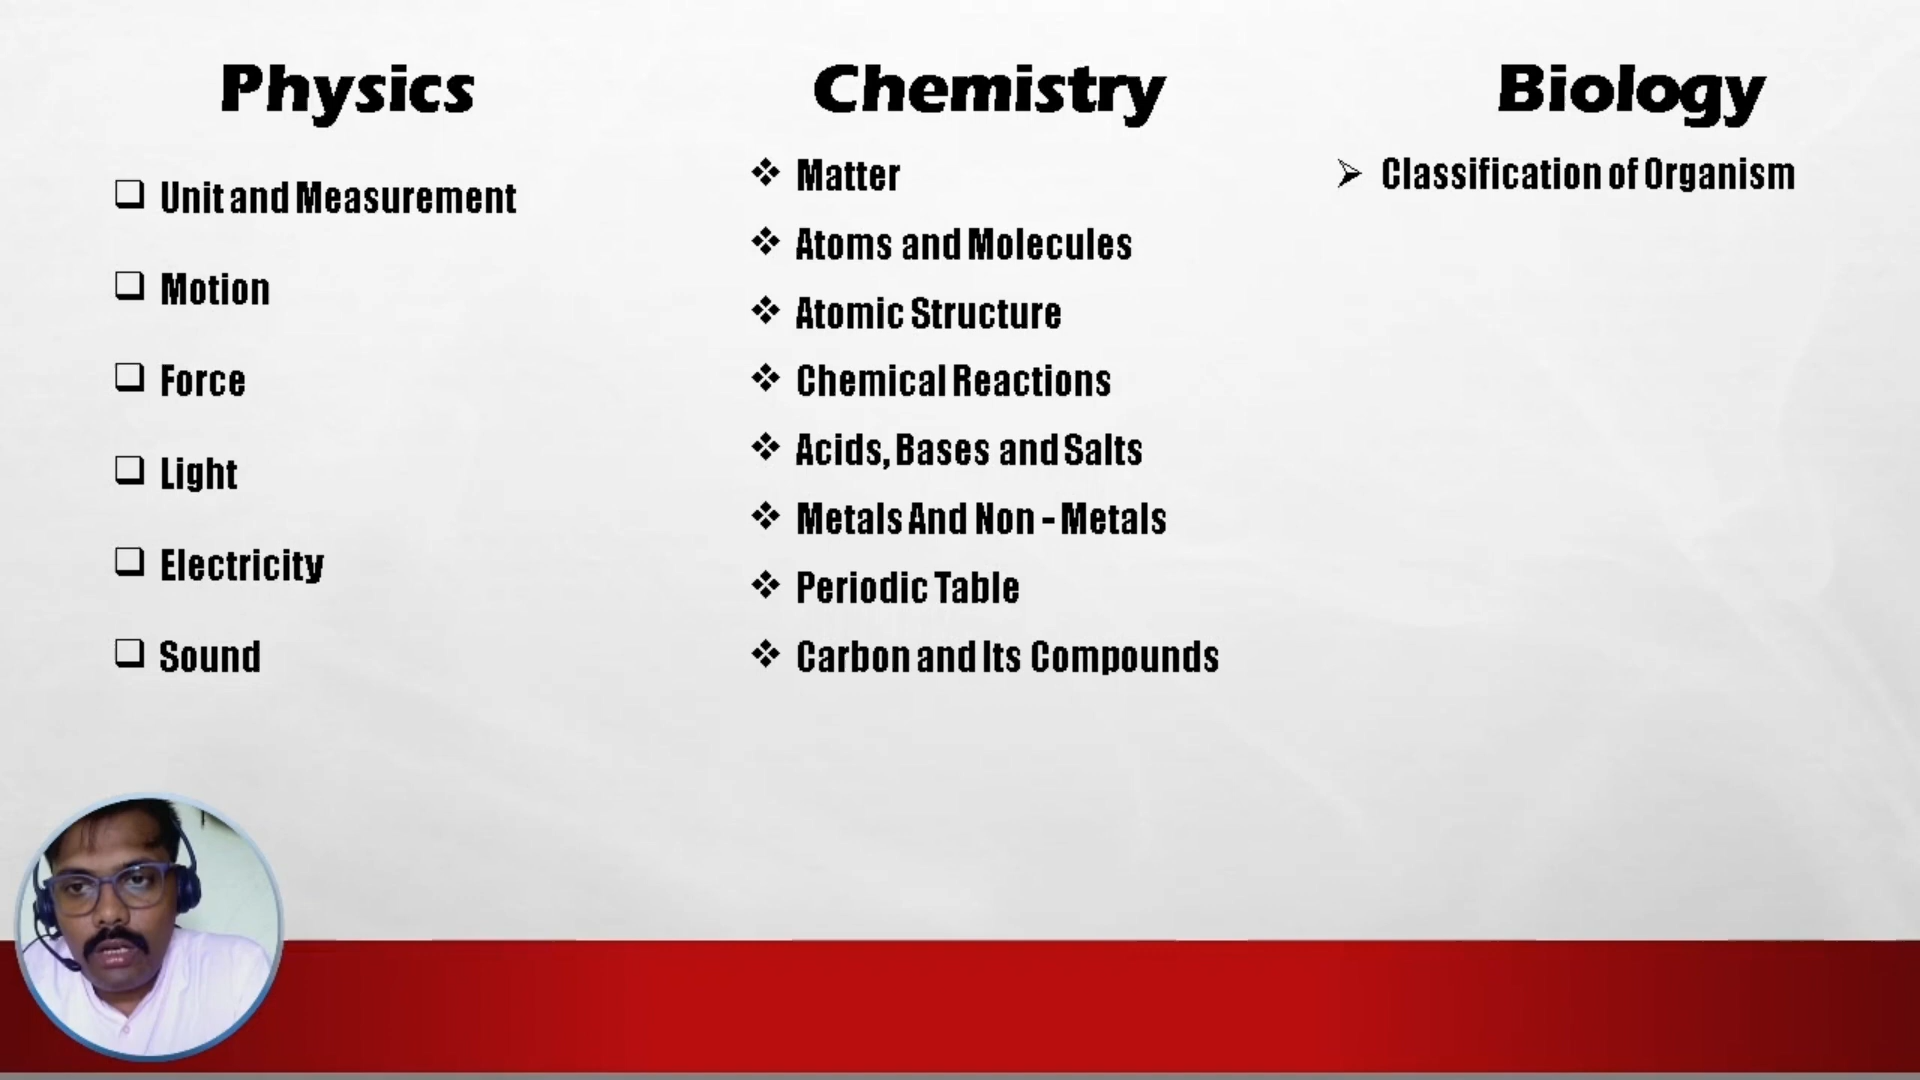 Physics
Unit and Measurement
Motion
Force
Light
Electricity
Sound
Chemistry
Matter
Atoms and Molecules
Atomic Structure
Chemical Reactions
Acids, Bases and Salts
Metals And Non - Metals
Periodic Table
Carbon and Its Compounds
Biology
Classification of Organism